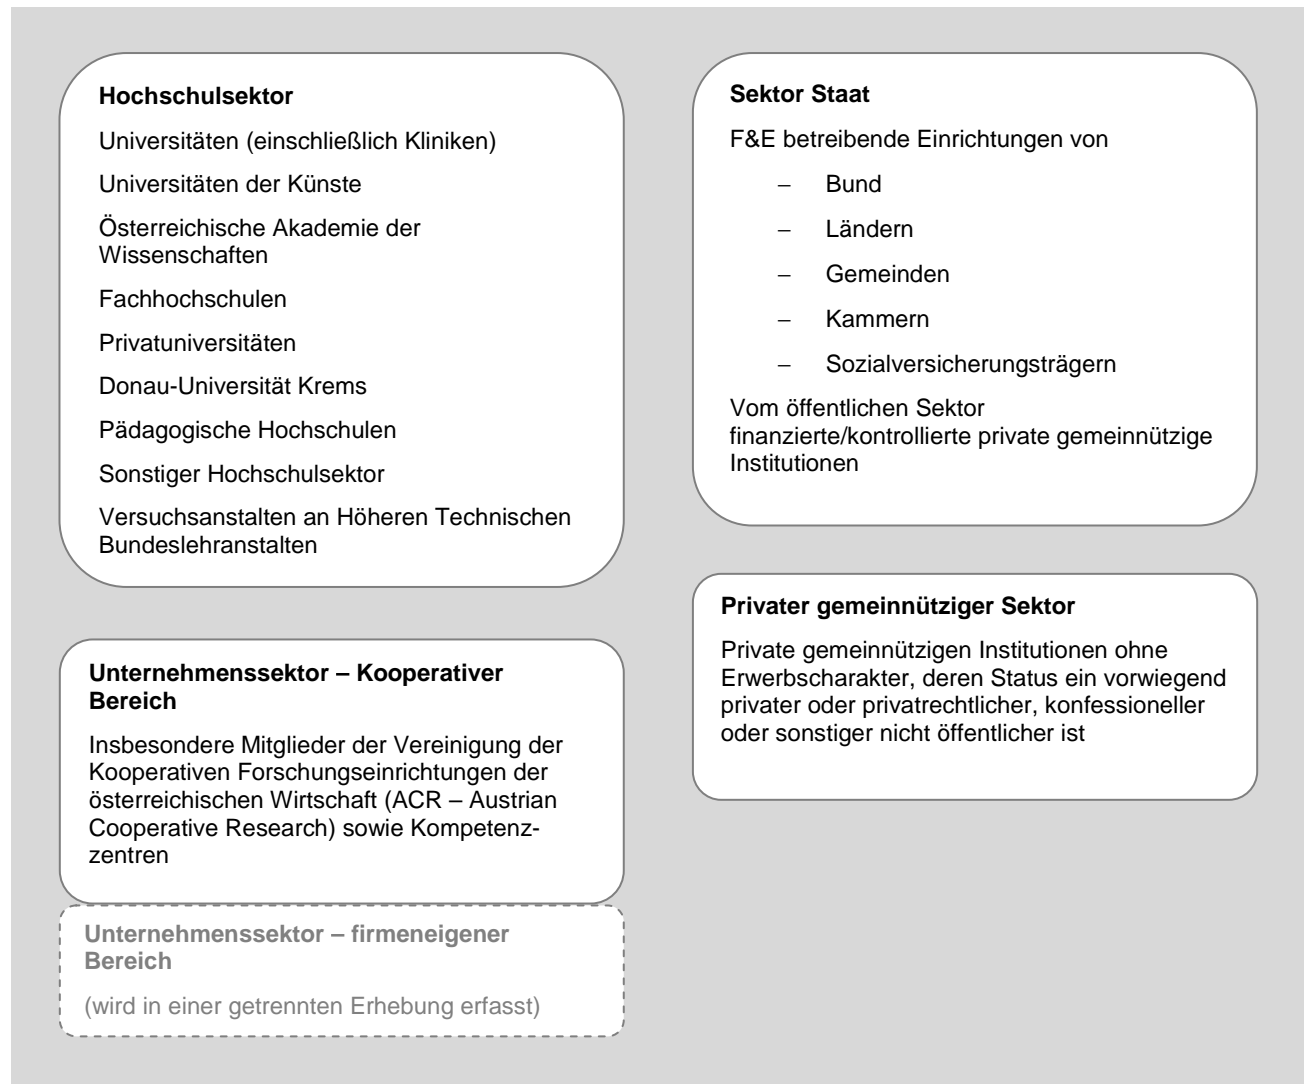 Hochschulsektor
Universitäten (einschließlich Kliniken)
Universitäten der Künste
Österreichische Akademie der
Wissenschaften
Fachhochschulen
Privatuniversitäten
Donau-Universität Krems
Pädagogische Hochschulen
Sonstiger Hochschulsektor
Versuchsanstalten an Höheren Technischen
Bundeslehranstalten
Unternehmenssektor – Kooperativer
Bereich
Insbesondere Mitglieder der Vereinigung der
Kooperativen Forschungseinrichtungen der
österreichischen Wirtschaft (ACR – Austrian
Cooperative Research) sowie Kompetenz-
zentren
Unternehmenssektor – firmeneigener
Bereich
(wird in einer getrennten Erhebung erfasst)
Sektor Staat
F&E betreibende Einrichtungen von
– Bund
– Ländern
– Gemeinden
– Kammern
– Sozialversicherungsträgern
Vom öffentlichen Sektor
finanzierte/kontrollierte private gemeinnützige
Institutionen
Privater gemeinnütziger Sektor
Private gemeinnützigen Institutionen ohne
Erwerbscharakter, deren Status ein vorwiegend
privater oder privatrechtlicher, konfessioneller
oder sonstiger nicht öffentlicher ist